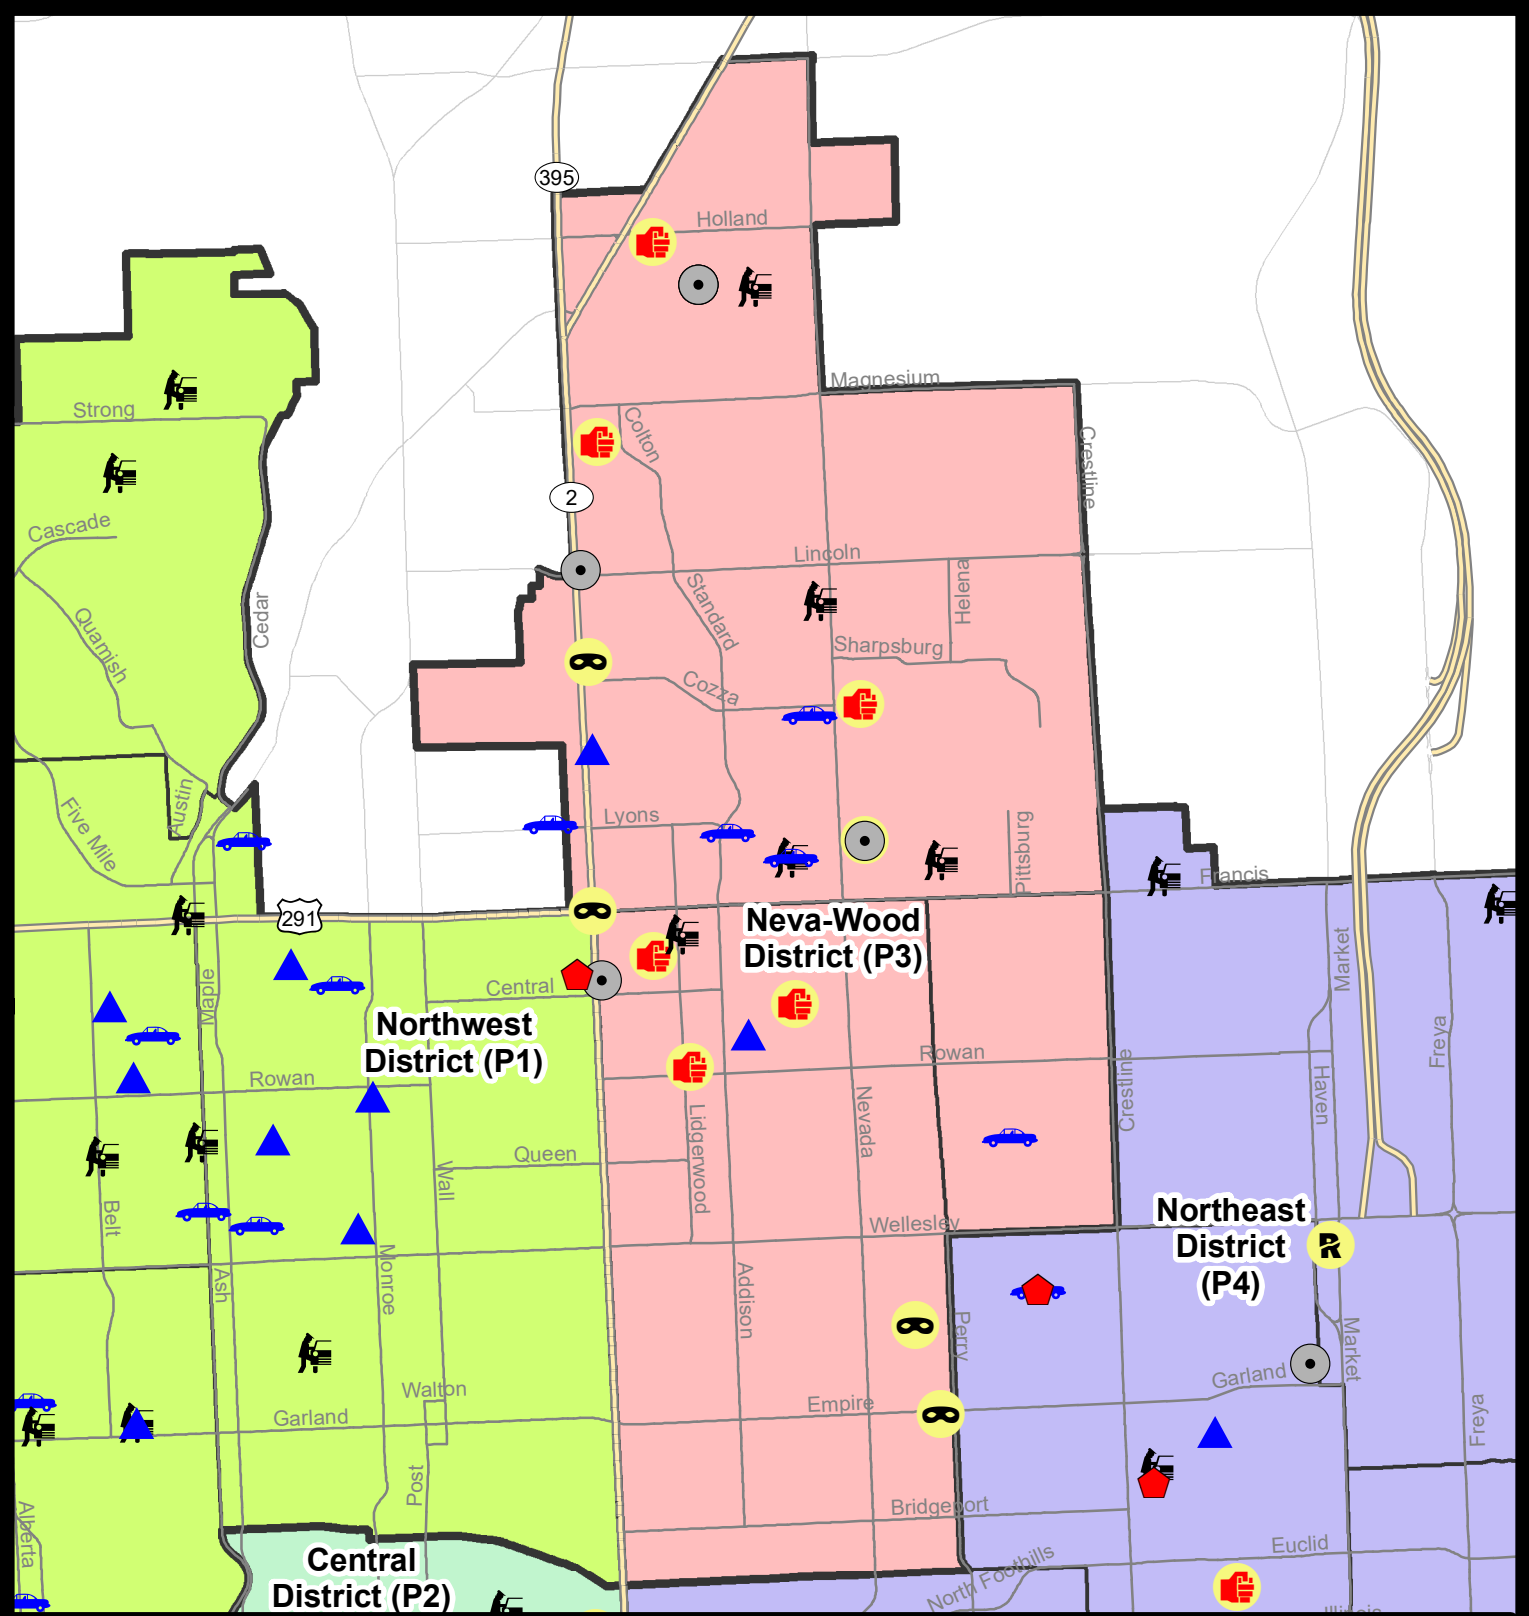 395
Holland
Magnesium
Strong
Colton
Crestline
2
Cascade
Lincoln
Helena
Standard
Cedar
Quamish
Sharpsburg
Cozza
Austin
Five Mile
Lyons
Pittsburg
Francis
291
Neva-Wood
District (P3)
Market
Maple
Central
Northwest
District (P1)
Freya
Rowan
Rowan
Crestline
Haven
Nevada
Lidgerwood
Queen
Wall
Belt
Wellesley
Northeast
District
(P4)
Monroe
Ash
Addison
Perry
Market
Garland
Walton
Empire
Garland
Freya
Post
Bridgeport
Alberta
Euclid
Central
District (P2)
North Foothills
Illinois